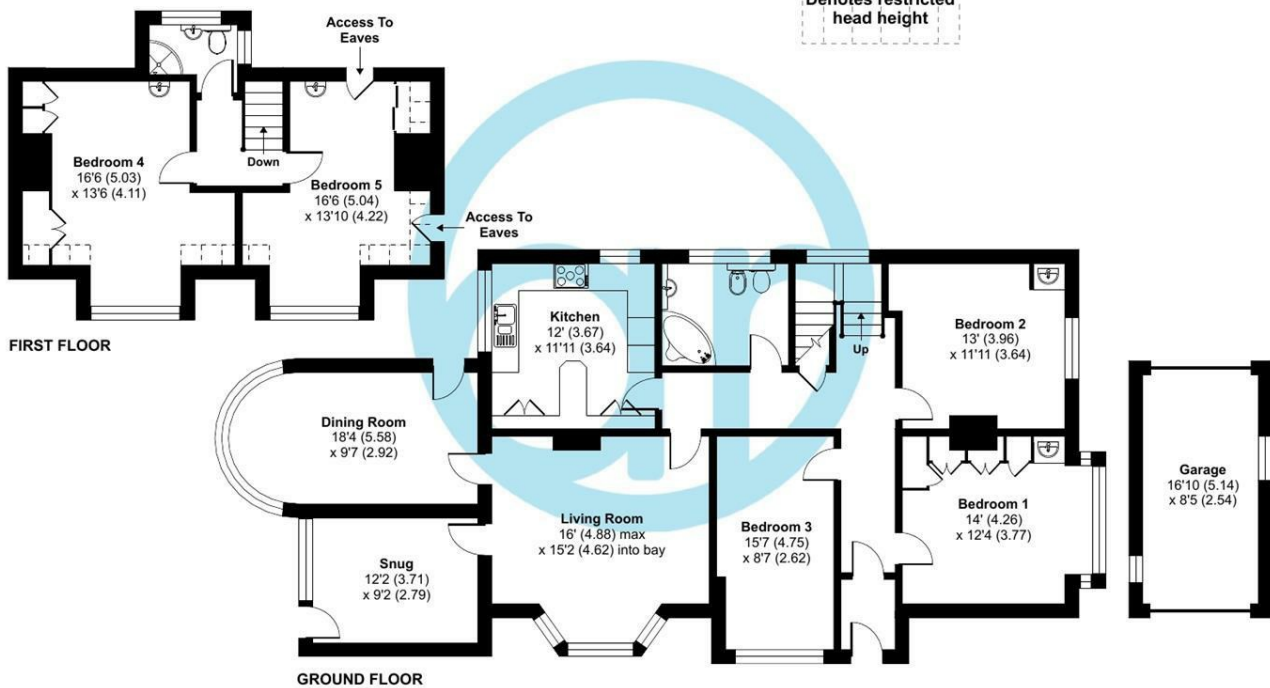 Denotes restricted
head height
Access To
Eaves
Bedroom 4
16'6 (5.03)
x 13'6 (4.11)
Down
Bedroom 5
16'6 (5.04)
x 13'10 (4.22)
Access To
Eaves
FIRST FLOOR
Kitchen
12' (3.67)
x 11'11 (3.64)
Up
Bedroom 2
13' (3.96)
x 11'11 (3.64)
Dining Room
18'4 (5.58)
x 9'7 (2.92)
Living Room
16' (4.88) max
x 15'2 (4.62) into bay
Bedroom 3
15'7 (4.75)
x 8'7 (2.62)
Bedroom 1
14' (4.26)
x 12'4 (3.77)
Garage
16'10 (5.14)
x 8'5 (2.54)
Snug
12'2 (3.71)
x 9'2 (2.79)
GROUND FLOOR